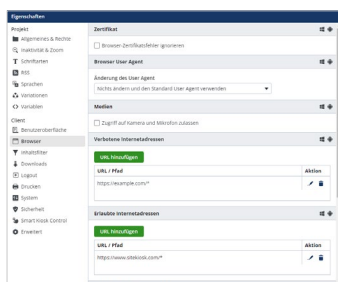 Eigenschaften
Projekt
Allgemeines & Rechte
Inaktivität & Zoom
Schriftarten
RSS
Sprachen
Variationen
Variablen
Client
Benutzeroberfläche
Browser
Inhaltsfilter
Downloads
Logout
Drucken
System
Sicherheit
Smart Kiosk Control
Erweitert
Zertifikat
Browser-Zertifikatsfehler ignorieren
Browser User Agent
Änderung des User Agent
Nichts ändern und den Standard User Agent verwenden
Medien
Zugriff auf Kamera und Mikrofon zulassen
Verbotene Internetadressen
URL hinzufügen
URL / Pfad Aktion
https://example.com/*
Erlaubte Internetadressen
URL hinzufügen
URL / Pfad Aktion
https://www.sitekiosk.com/*